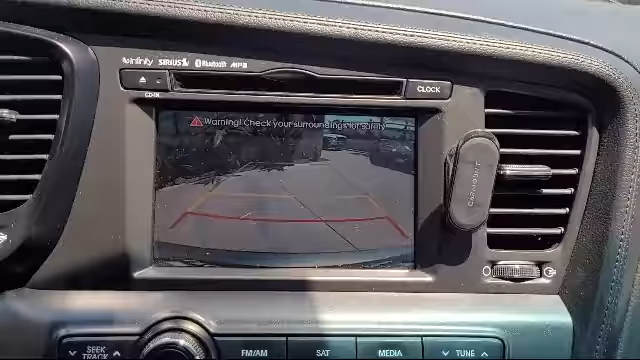 Infinity SIRIUS Bluetooth MP3
CD-IN
CLOCK
Warning! Check your surroundings for safety
CARMOUNT
SEEK
TRACK
FM/AM
SAT
MEDIA
TUNE